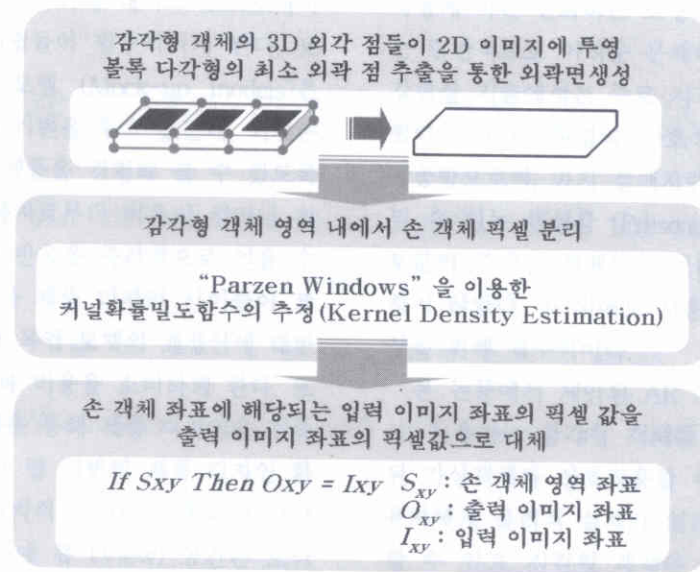 감각형 객체의 3D 외각 점들이 2D 이미지에 투영
볼록 다각형의 최소 외곽 점 추출을 통한 외곽면생성
감각형 객체 영역 내에서 손 객체 픽셀 분리
“Parzen Windows” 을 이용한
커널확률밀도함수의 추정(Kernel Density Estimation)
손 객체 좌표에 해당되는 입력 이미지 좌표의 픽셀 값을
출력 이미지 좌표의 픽셀값으로 대체
If Sxy Then Oxy = Ixy Sxy : 손 객체 영역 좌표
Oxy : 출력 이미지 좌표
Ixy : 입력 이미지 좌표